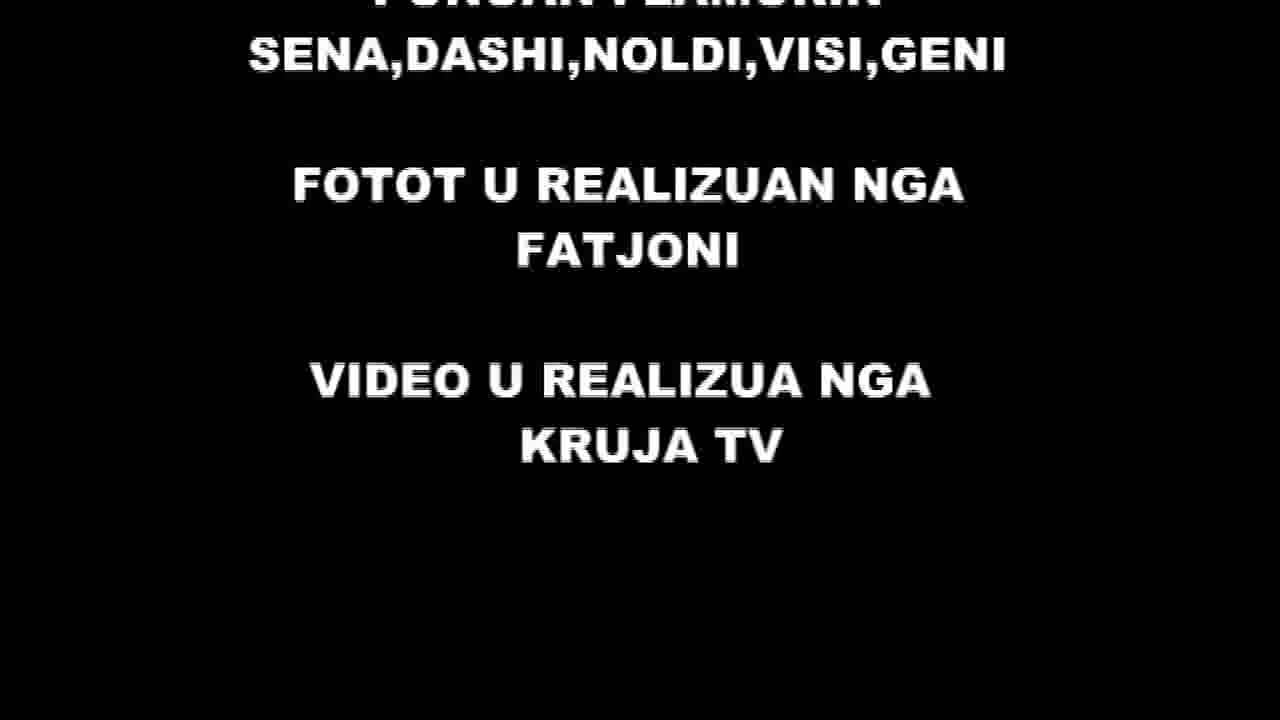 SENA,DASHI,NOLDI,VISI,GENI
FOTOT U REALIZUAN NGA
FATJONI
VIDEO U REALIZUA NGA
KRUJA TV